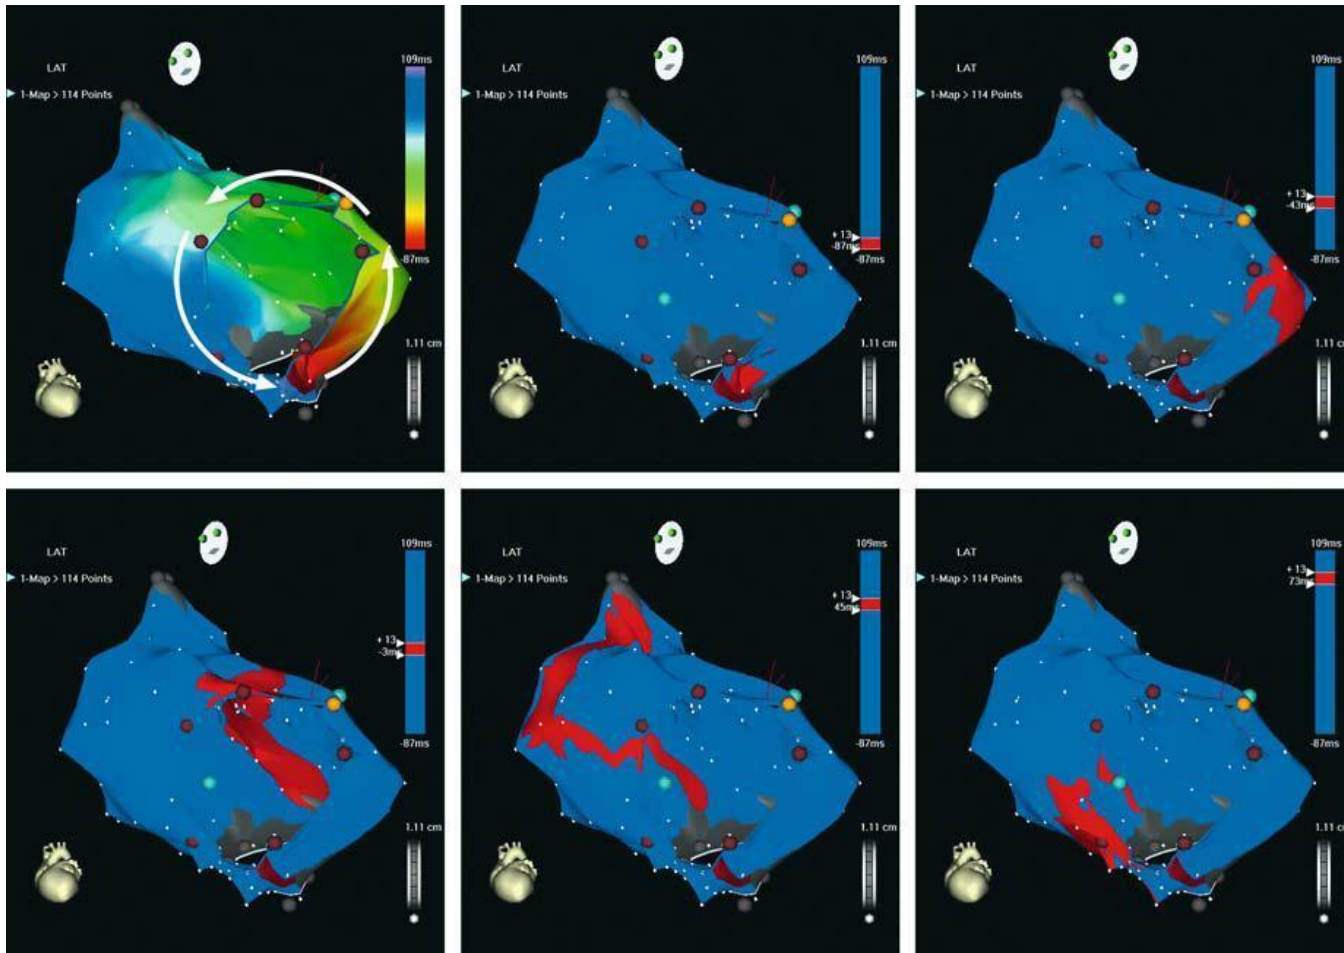 109ms
LAT
1-Map > 114 Points
-87ms
1.11 cm
109ms
LAT
1-Map > 114 Points
+ 13
-87ms
-87ms
1.11 cm
109ms
LAT
1-Map > 114 Points
+ 13
-43ms
-87ms
1.11 cm
109ms
LAT
1-Map > 114 Points
+ 13
-3ms
-87ms
1.11 cm
109ms
LAT
1-Map > 114 Points
+ 13
45ms
-87ms
1.11 cm
109ms
LAT
1-Map > 114 Points
+ 13
73ms
-87ms
1.11 cm